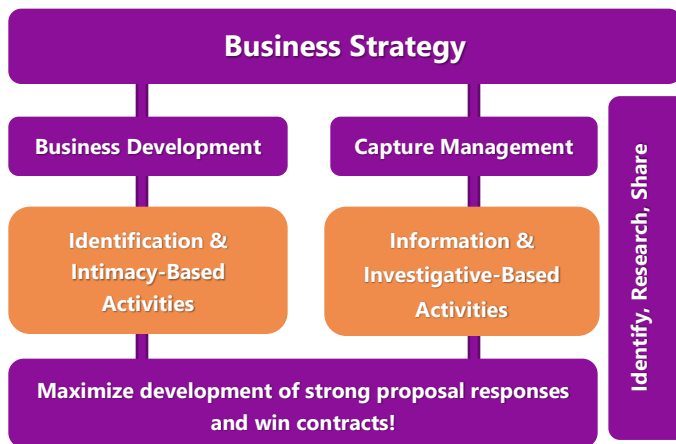 Business Strategy
Business Development
Capture Management
Identification &
Intimacy-Based
Activities
Information &
Investigative-Based
Activities
Maximize development of strong proposal responses
and win contracts!
Identify, Research, Share